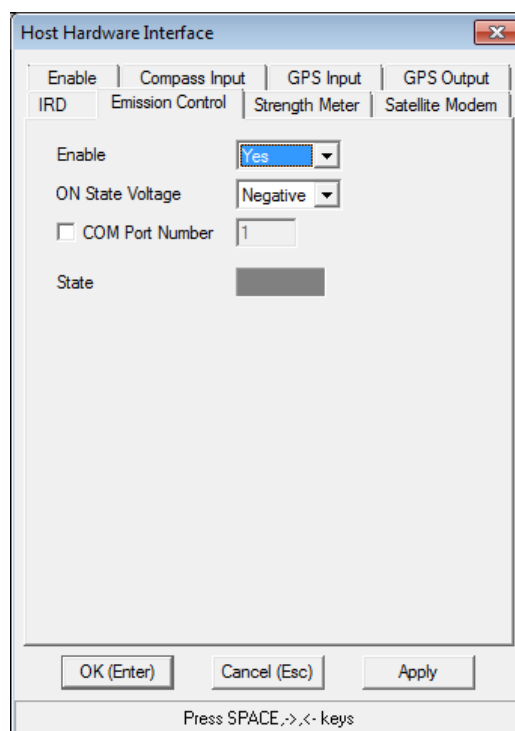 Host Hardware Interface
Enable Compass Input GPS Input GPS Output
IRD Emission Control Strength Meter Satellite Modem
Enable Yes
ON State Voltage Negative
COM Port Number 1
State
OK (Enter) Cancel (Esc) Apply
Press SPACE,->,<- keys